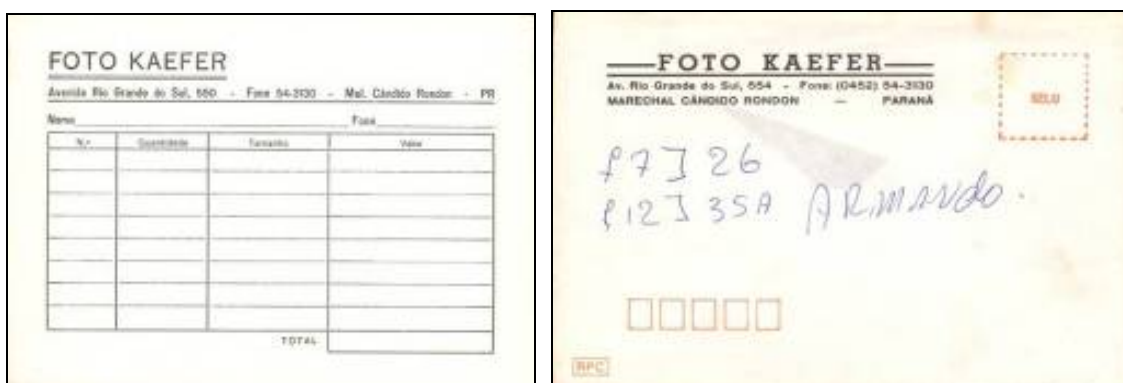 FOTO KAEFER
Avenida Rio Grande do Sul, 550 - Fone 54-3130 - Mal. Cândido Rondon - PR
Nome Fone
N.º Quantidade Tamanho Valor
TOTAL
FOTO KAEFER
Av. Rio Grande do Sul, 554 - Fone: (0452) 54-3130
MARECHAL CÂNDIDO RONDON — PARANÁ
SELO
{7} 26
{12} 35A ARMANDO.
RPC